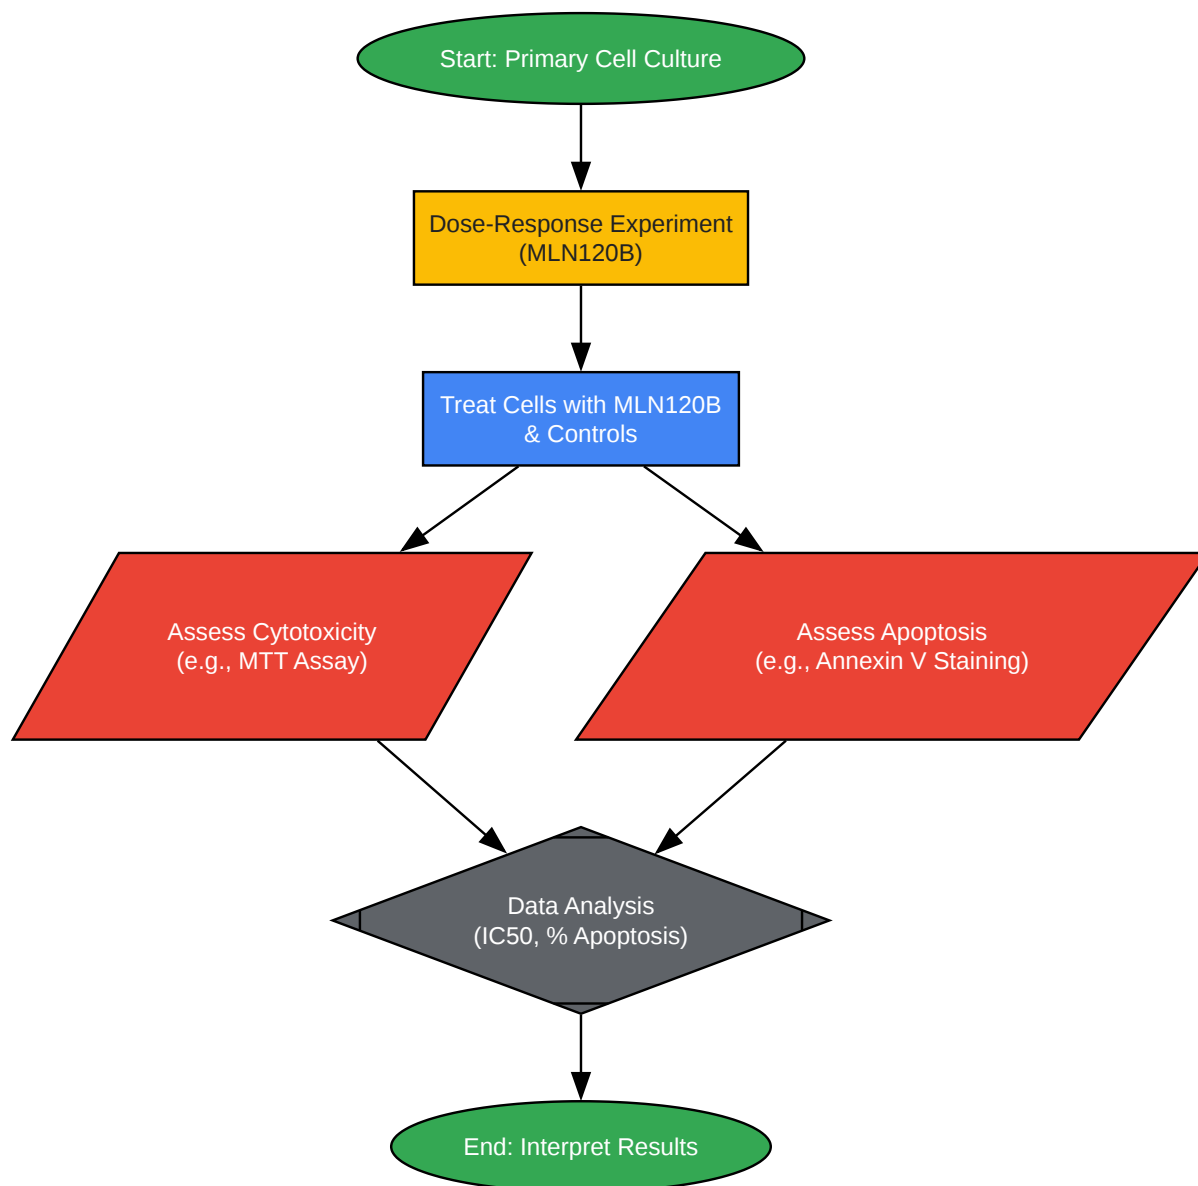 Start: Primary Cell Culture
Dose-Response Experiment
(MLN120B)
Treat Cells with MLN120B
& Controls
Assess Cytotoxicity
(e.g., MTT Assay)
Assess Apoptosis
(e.g., Annexin V Staining)
Data Analysis
(IC50, % Apoptosis)
End: Interpret Results